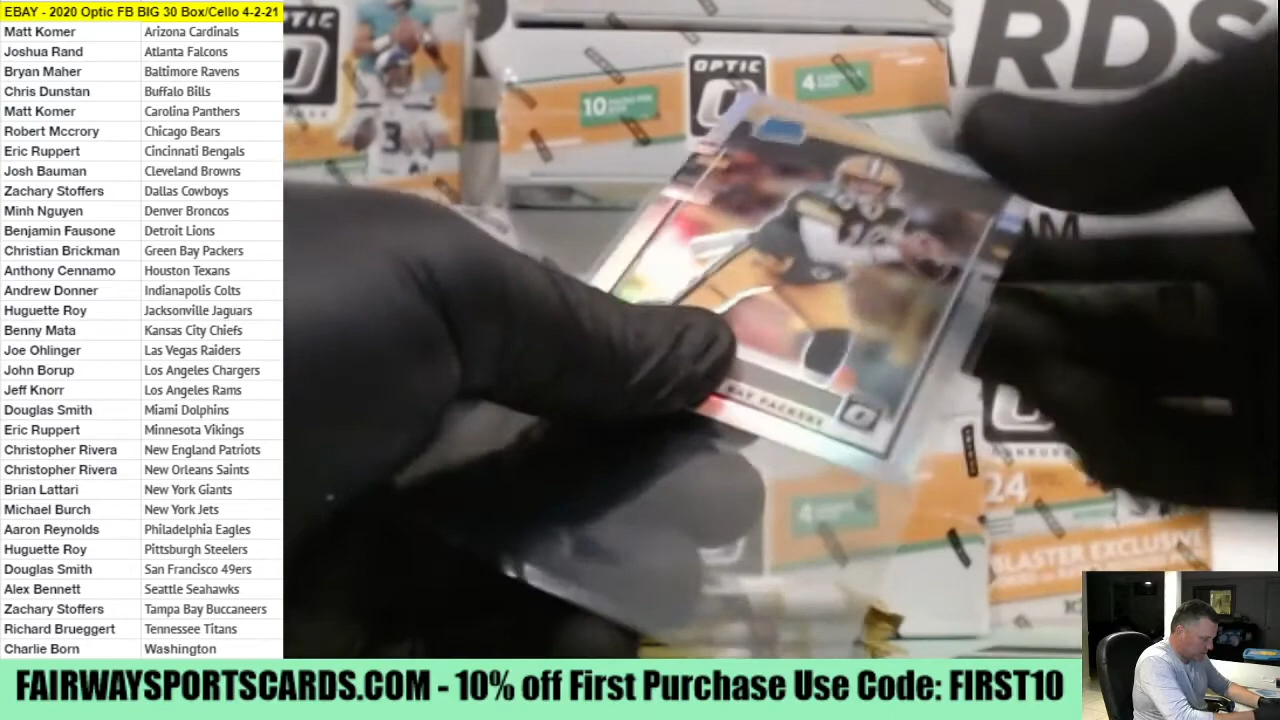 EBAY - 2020 Optic FB BIG 30 Box/Cello 4-2-21
Matt Komer Arizona Cardinals
Joshua Rand Atlanta Falcons
Bryan Maher Baltimore Ravens
Chris Dunstan Buffalo Bills
Matt Komer Carolina Panthers
Robert Mccrory Chicago Bears
Eric Ruppert Cincinnati Bengals
Josh Bauman Cleveland Browns
Zachary Stoffers Dallas Cowboys
Minh Nguyen Denver Broncos
Benjamin Fausone Detroit Lions
Christian Brickman Green Bay Packers
Anthony Cennamo Houston Texans
Andrew Donner Indianapolis Colts
Huguette Roy Jacksonville Jaguars
Benny Mata Kansas City Chiefs
Joe Ohlinger Las Vegas Raiders
John Borup Los Angeles Chargers
Jeff Knorr Los Angeles Rams
Douglas Smith Miami Dolphins
Eric Ruppert Minnesota Vikings
Christopher Rivera New England Patriots
Christopher Rivera New Orleans Saints
Brian Lattari New York Giants
Michael Burch New York Jets
Aaron Reynolds Philadelphia Eagles
Huguette Roy Pittsburgh Steelers
Douglas Smith San Francisco 49ers
Alex Bennett Seattle Seahawks
Zachary Stoffers Tampa Bay Buccaneers
Richard Brueggert Tennessee Titans
Charlie Born Washington
OPTIC
10
4
ARDS
3
BAY PACKERS
24
4
BLASTER EXCLUSIVE
FAIRWAYSPORTSCARDS.COM - 10% off First Purchase Use Code: FIRST10